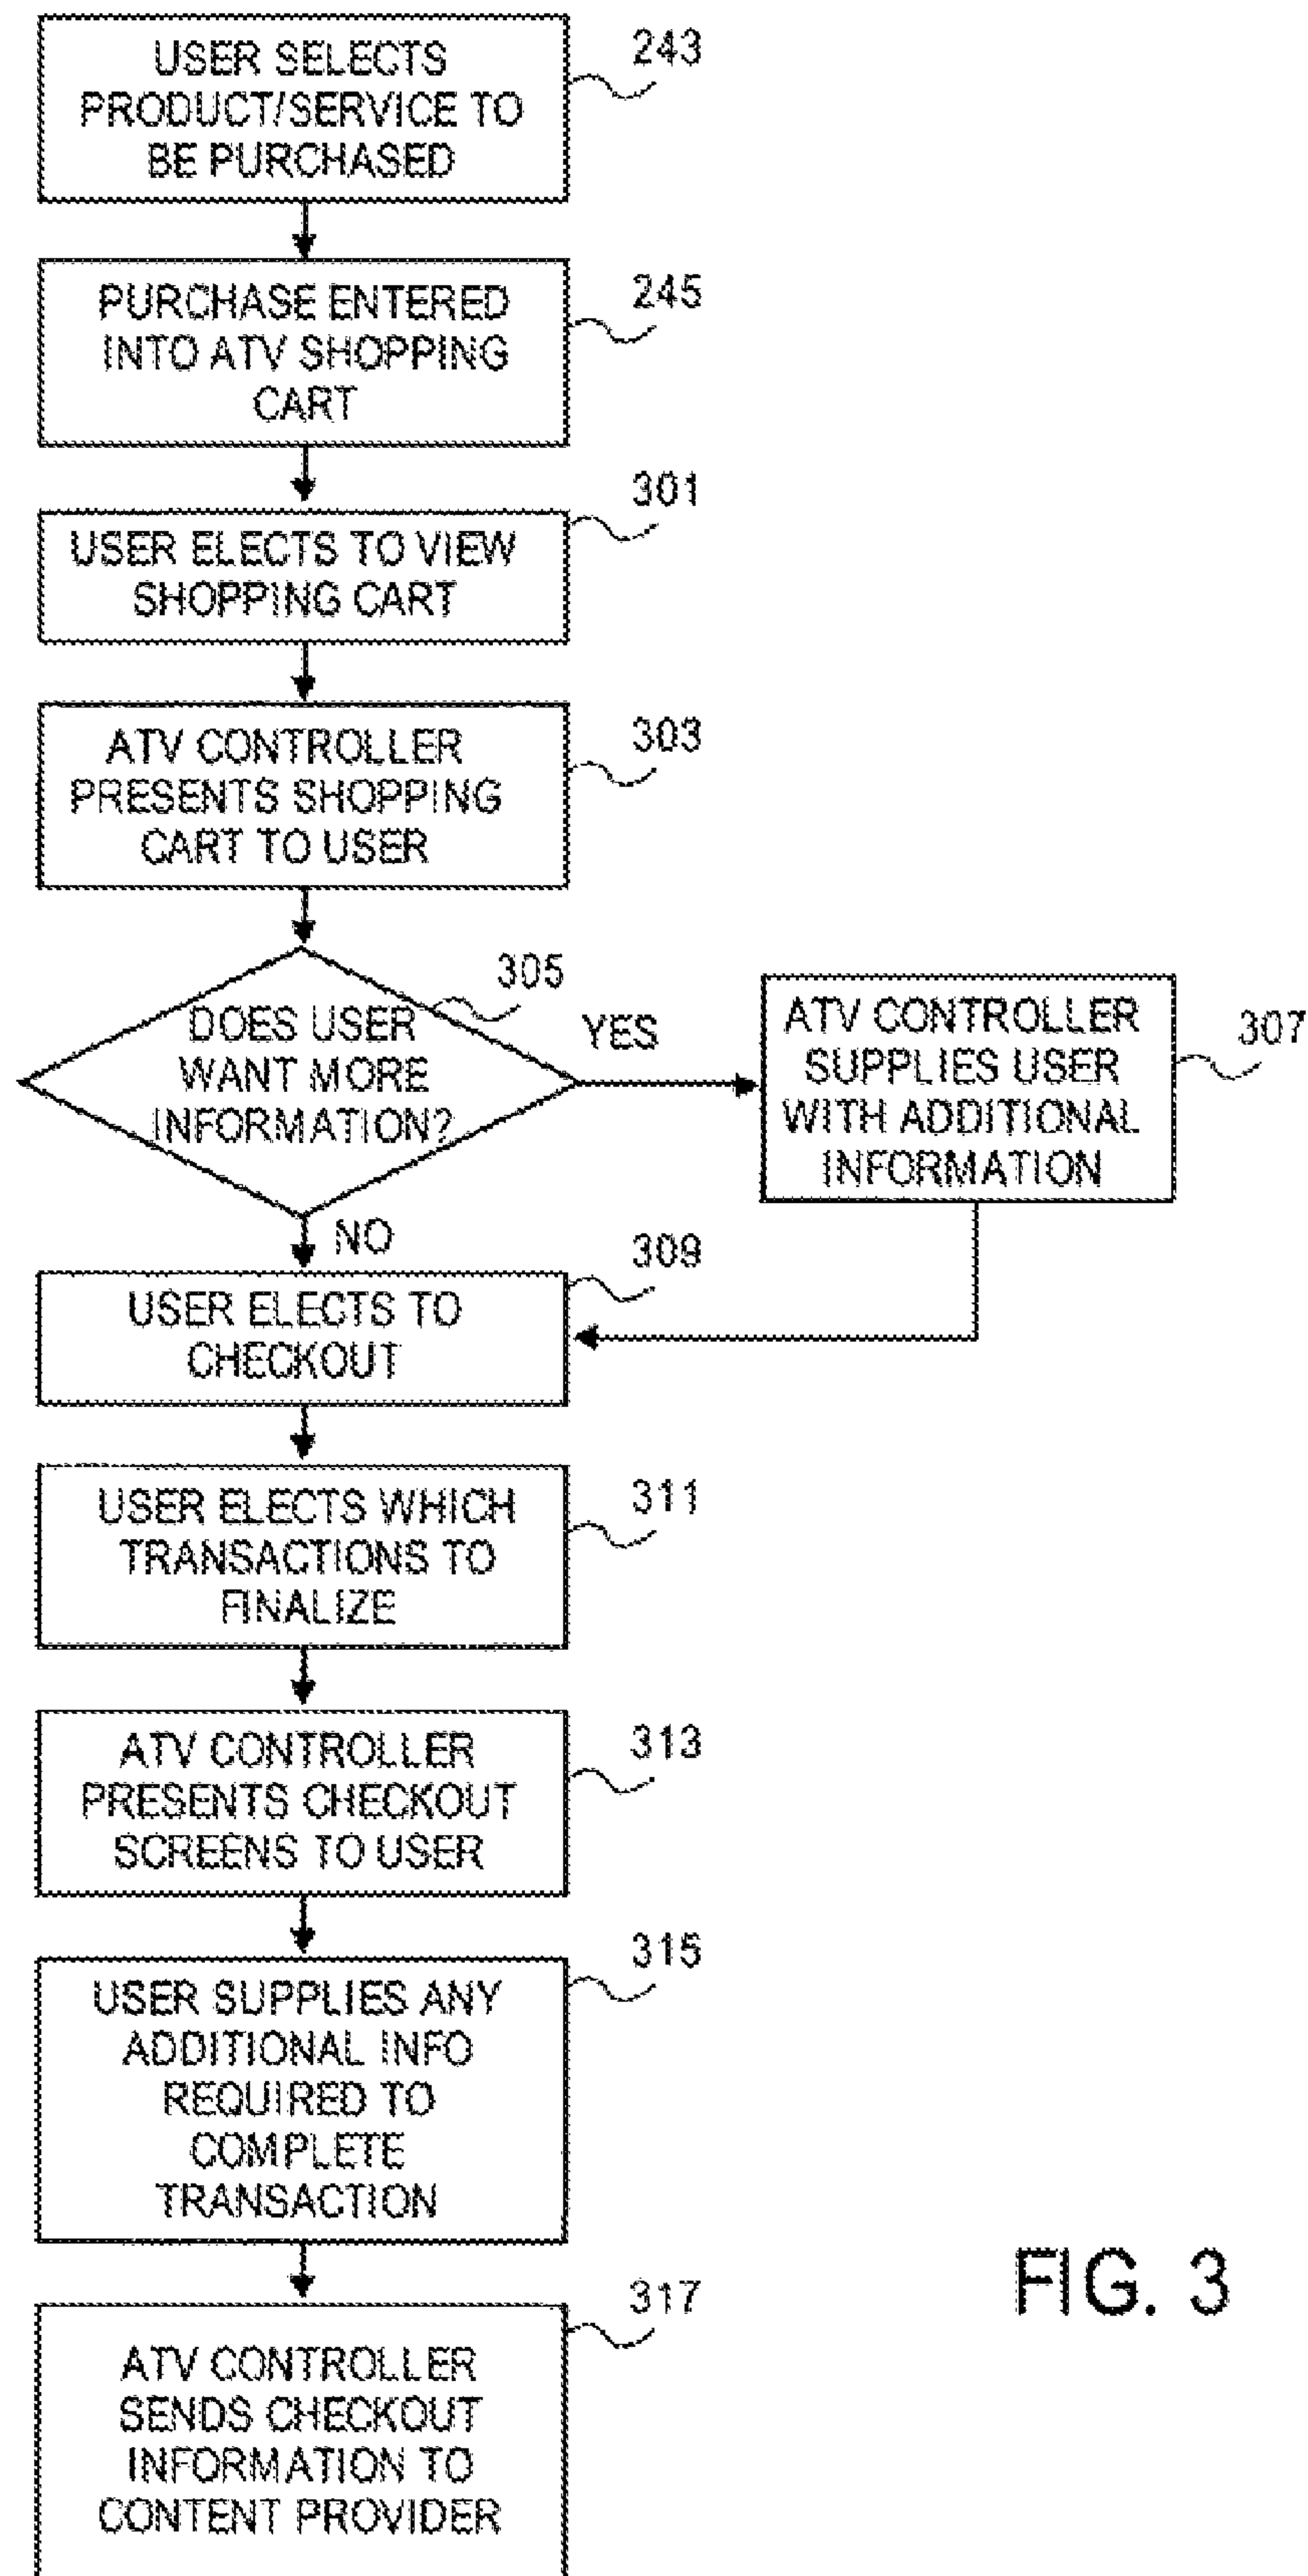 USER SELECTS
PRODUCT/SERVICE TO
BE PURCHASED
243
PURCHASE ENTERED
INTO ATV SHOPPING
CART
245
USER ELECTS TO VIEW
SHOPPING CART
301
ATV CONTROLLER
PRESENTS SHOPPING
CART TO USER
303
DOES USER
WANT MORE
INFORMATION?
305
YES
ATV CONTROLLER
SUPPLIES USER
WITH ADDITIONAL
INFORMATION
307
NO
USER ELECTS TO
CHECKOUT
309
USER ELECTS WHICH
TRANSACTIONS TO
FINALIZE
311
ATV CONTROLLER
PRESENTS CHECKOUT
SCREENS TO USER
313
USER SUPPLIES ANY
ADDITIONAL INFO
REQUIRED TO
COMPLETE
TRANSACTION
315
ATV CONTROLLER
SENDS CHECKOUT
INFORMATION TO
CONTENT PROVIDER
317
FIG. 3